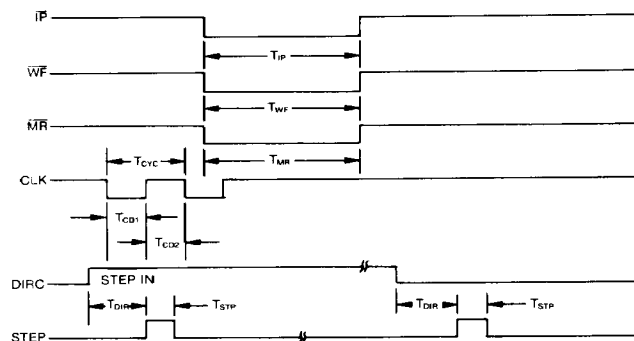 IP
TIP
WF
TWF
MR
TCYC
TMR
CLK
TCD1
TCD2
STEP IN
DIRC
TDIR
TSTP
TDIR
TSTP
STEP